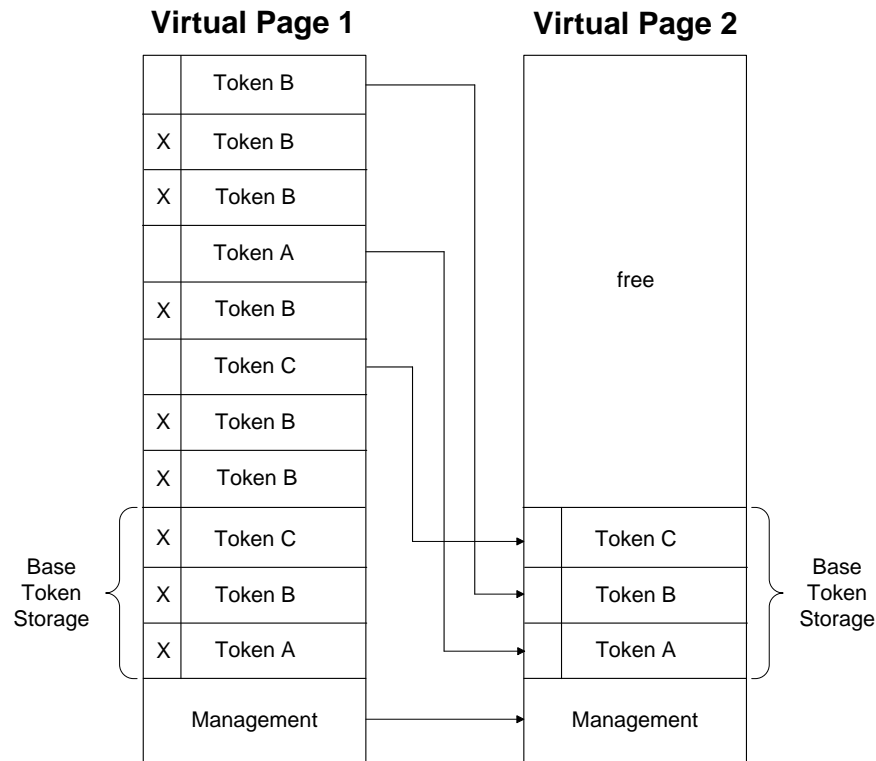 Virtual Page 1
Virtual Page 2
Token B
X Token B
X Token B
Token A
X Token B
Token C
X Token B
X Token B
X Token C
X Token B
X Token A
Management
Base
Token
Storage
free
Token C
Token B
Token A
Management
Base
Token
Storage